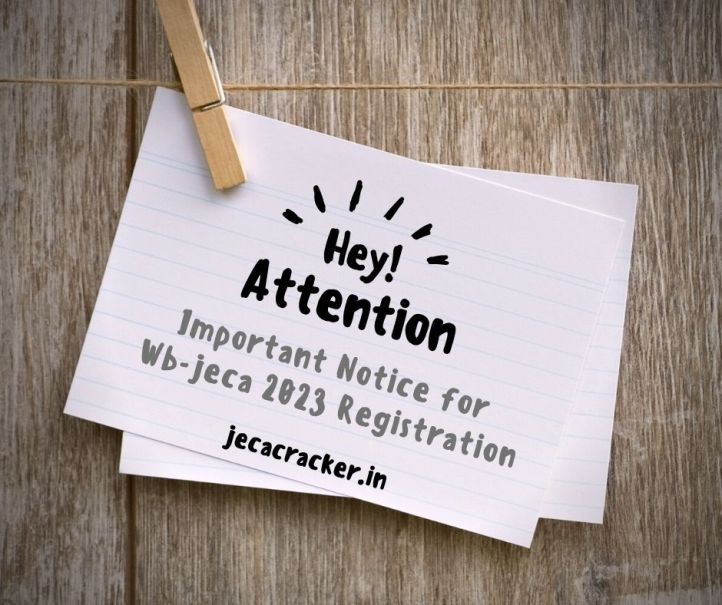 Hey!
Attention
Important Notice for
Wb-jeca 2023 Registration
jecacracker.in